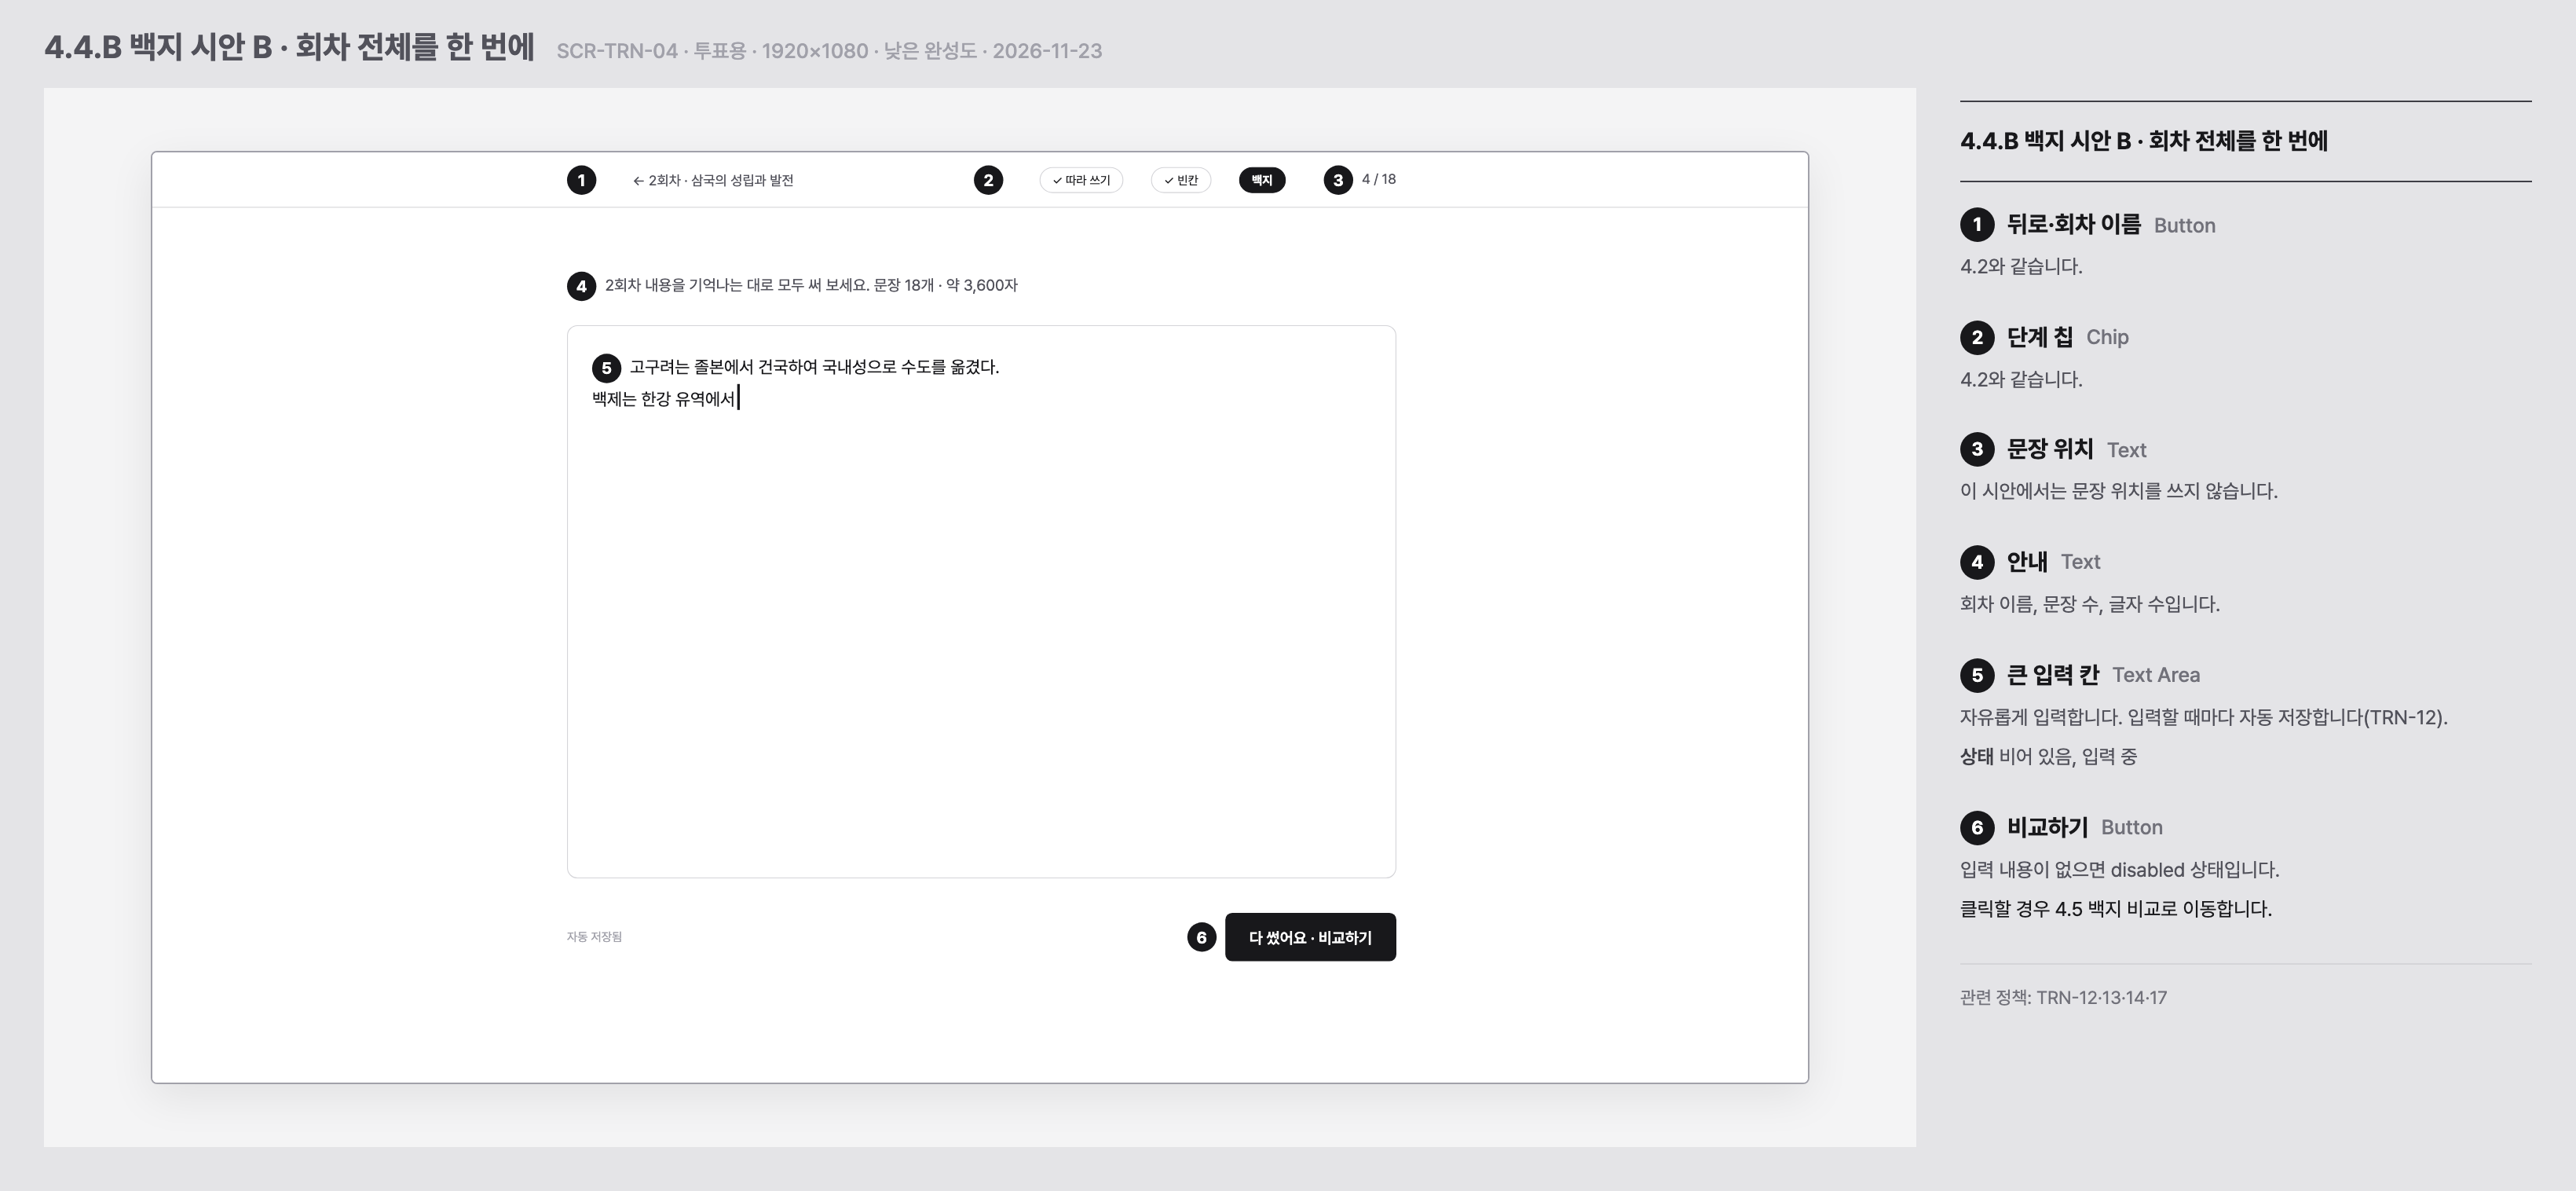 4.4.B 백지 시안 B · 회차 전체를 한 번에 SCR-TRN-04 · 투표용 · 1920×1080 · 낮은 완성도 · 2026-11-23
1 ← 2회차 · 삼국의 성립과 발전 2 ✓ 따라 쓰기 ✓ 빈칸 백지 3 4 / 18
4 2회차 내용을 기억나는 대로 모두 써 보세요. 문장 18개 · 약 3,600자
5 고구려는 졸본에서 건국하여 국내성으로 수도를 옮겼다.
백제는 한강 유역에서
자동 저장됨 6 다 썼어요 · 비교하기
4.4.B 백지 시안 B · 회차 전체를 한 번에
1 뒤로·회차 이름 Button
4.2와 같습니다.
2 단계 칩 Chip
4.2와 같습니다.
3 문장 위치 Text
이 시안에서는 문장 위치를 쓰지 않습니다.
4 안내 Text
회차 이름, 문장 수, 글자 수입니다.
5 큰 입력 칸 Text Area
자유롭게 입력합니다. 입력할 때마다 자동 저장합니다(TRN-12).
상태 비어 있음, 입력 중
6 비교하기 Button
입력 내용이 없으면 disabled 상태입니다.
클릭할 경우 4.5 백지 비교로 이동합니다.
관련 정책: TRN-12·13·14·17